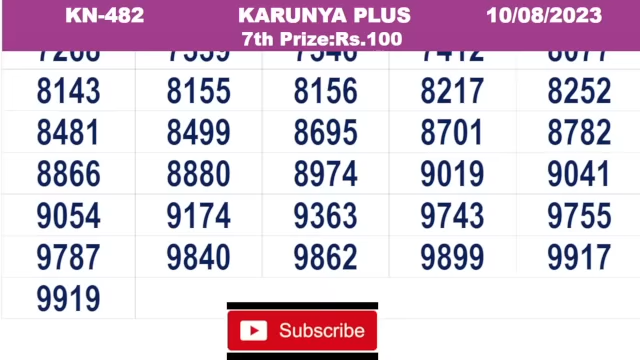 KN-482 KARUNYA PLUS 10/08/2023
7th Prize:Rs.100
8143 8155 8156 8217 8252
8481 8499 8695 8701 8782
8866 8880 8974 9019 9041
9054 9174 9363 9743 9755
9787 9840 9862 9899 9917
9919
Subscribe